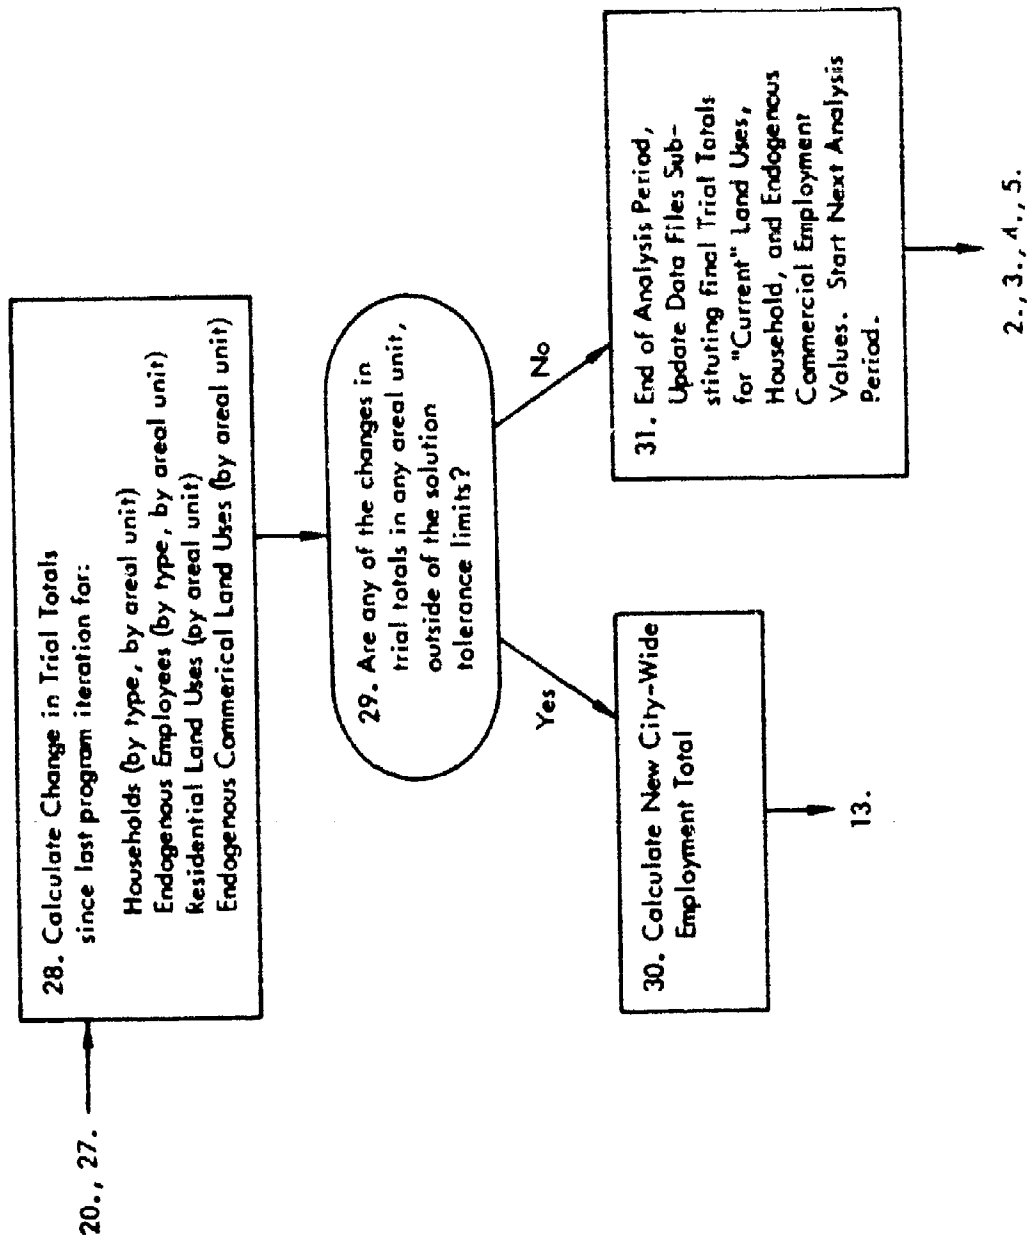 20., 27.
28. Calculate Change in Trial Totals
since last program iteration for:
Households (by type, by areal unit)
Endogenous Employees (by type, by areal unit)
Residential Land Uses (by areal unit)
Endogenous Commerical Land Uses (by areal unit)
29. Are any of the changes in
trial totals in any areal unit,
outside of the solution
tolerance limits?
Yes
No
30. Calculate New City-Wide
Employment Total
13.
31. End of Analysis Period,
Update Data Files Sub-
stituting final Trial Totals
for "Current" Land Uses,
Household, and Endogenous
Commercial Employment
Values. Start Next Analysis
Period.
2., 3., 4., 5.